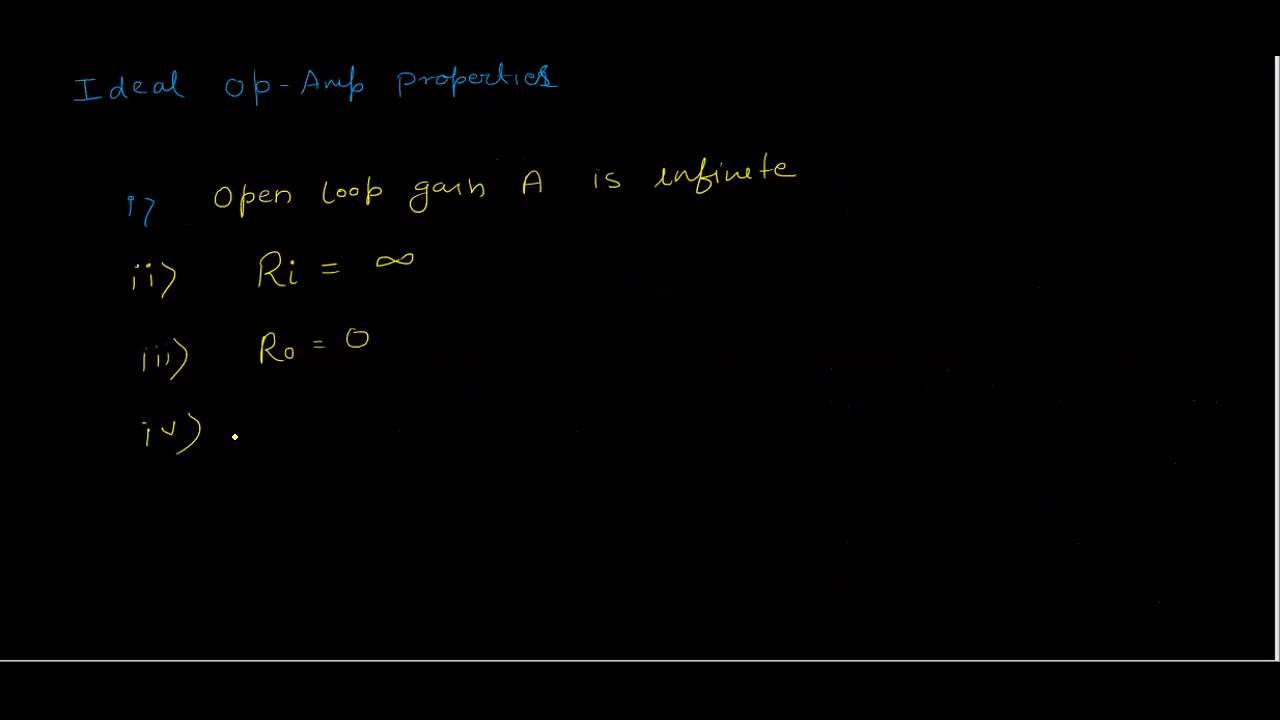 Ideal Op-Amp properties
i) Open loop gain A is infinite
ii) Ri = ∞
iii) Ro = 0
iv)